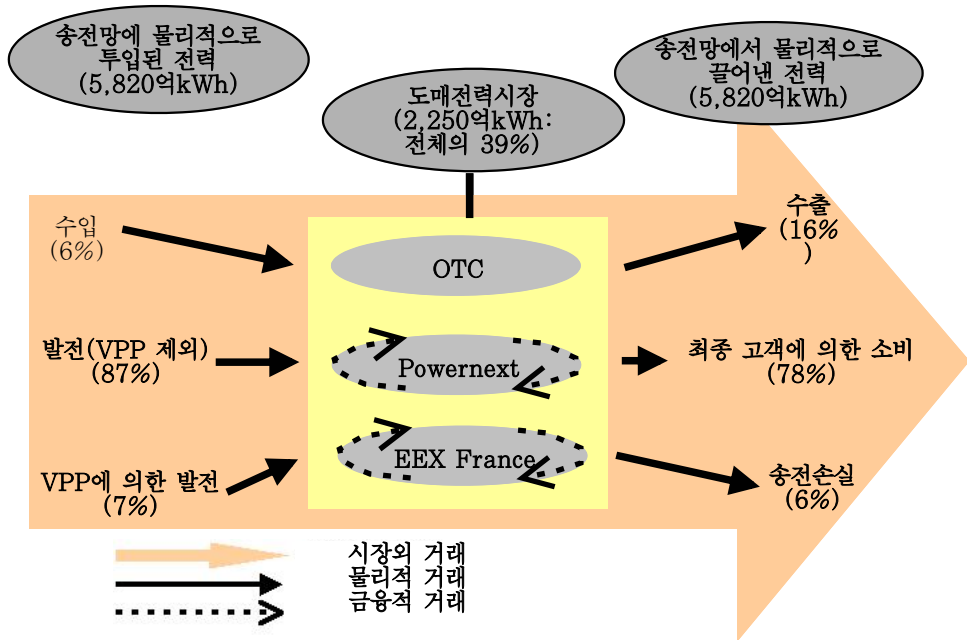 송전망에 물리적으로
투입된 전력
(5,820억kWh)
도매전력시장
(2,250억kWh:
전체의 39%)
송전망에서 물리적으로
끌어낸 전력
(5,820억kWh)
수입
(6%)
발전(VPP 제외)
(87%)
VPP에 의한 발전
(7%)
OTC
Powernext
EEX France
수출
(16%
)
최종 고객에 의한 소비
(78%)
송전손실
(6%)
시장외 거래
물리적 거래
금융적 거래